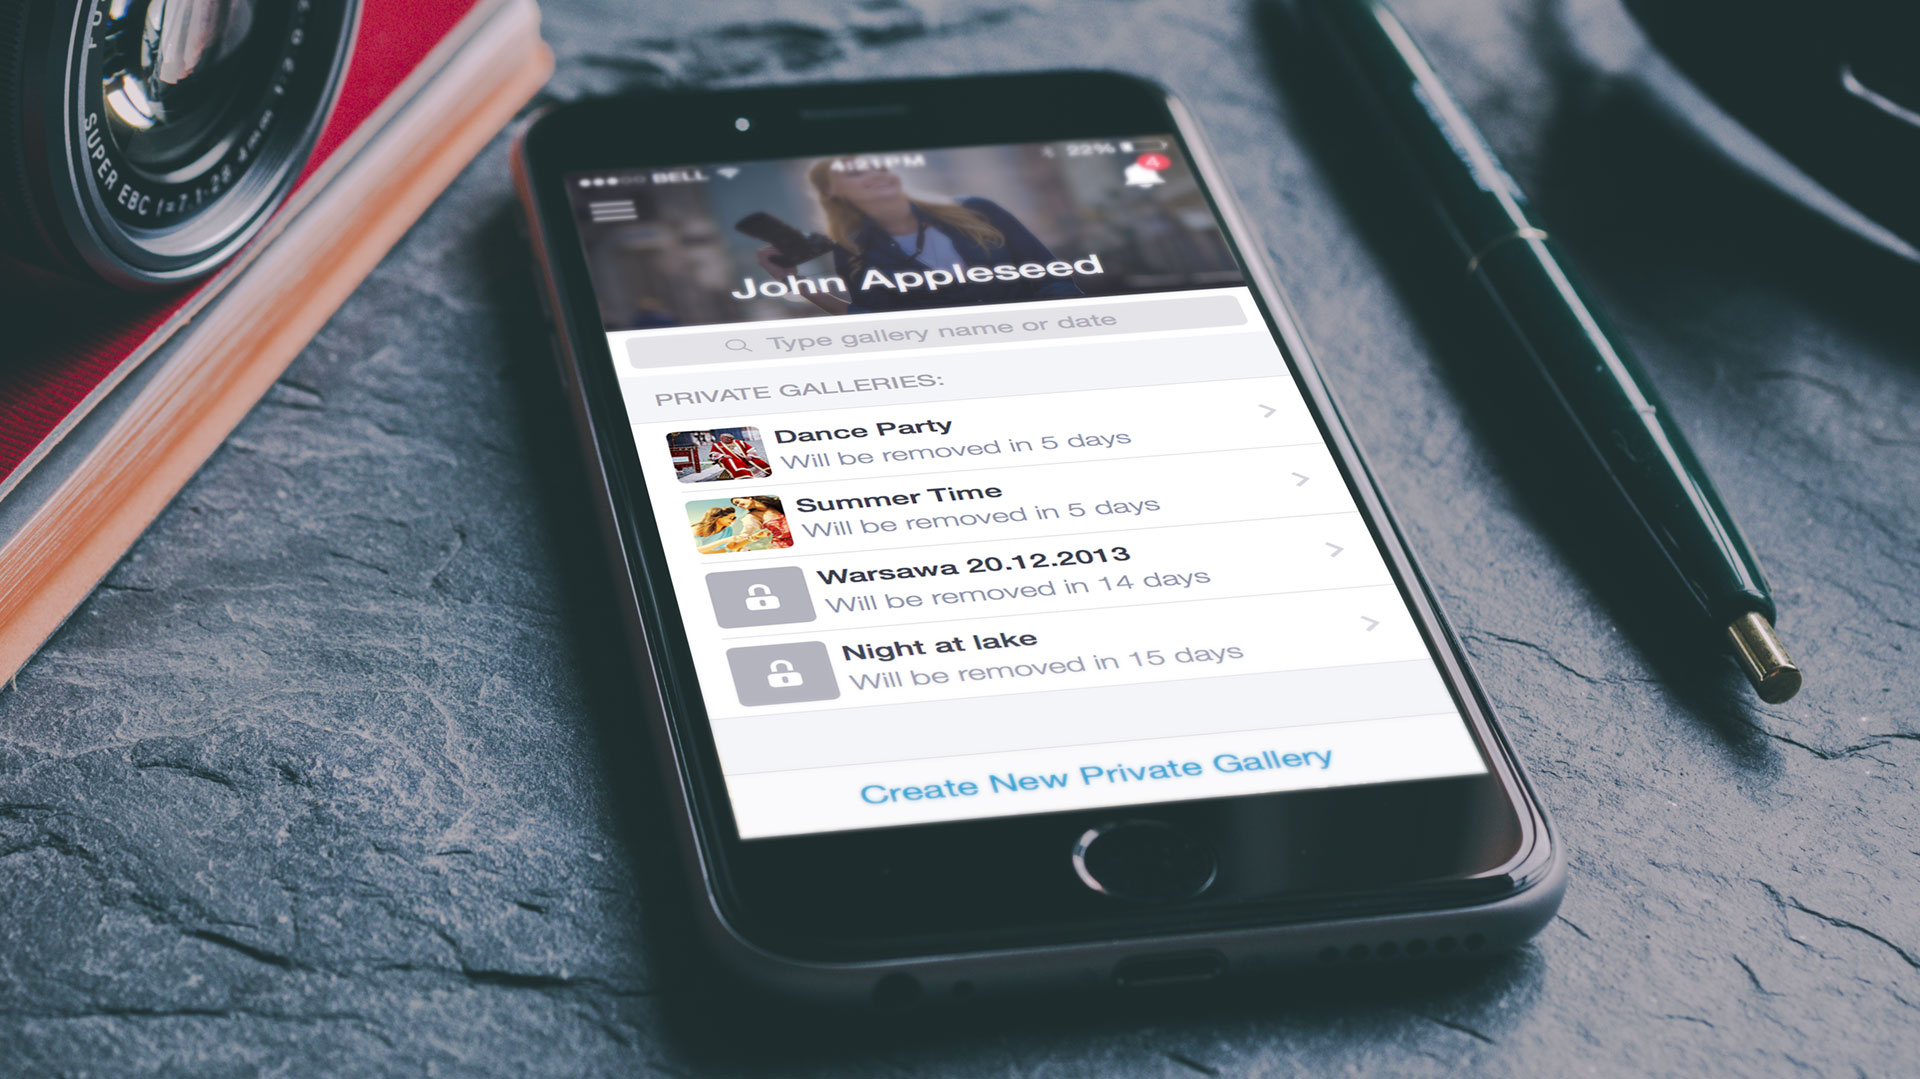 SUPER EBC f=7.1-28
BELL
4:21PM
22%
4
John Appleseed
Type gallery name or date
PRIVATE GALLERIES:
Dance Party
Will be removed in 5 days
Summer Time
Will be removed in 5 days
Warsawa 20.12.2013
Will be removed in 14 days
Night at lake
Will be removed in 15 days
Create New Private Gallery